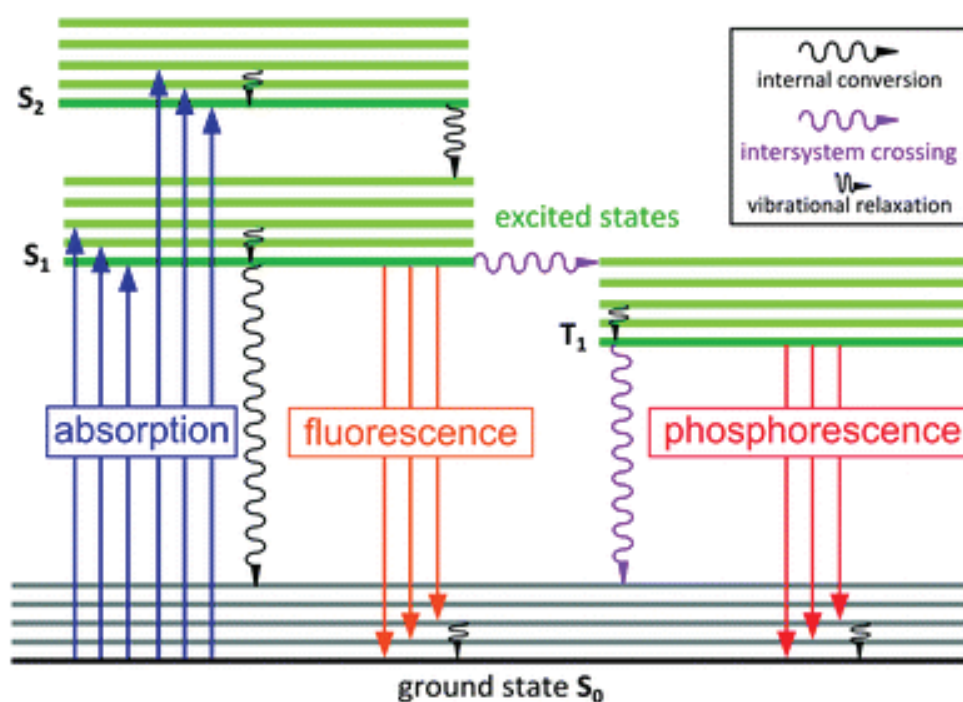 internal conversion
intersystem crossing
vibrational relaxation
S₂
excited states
S₁
T₁
absorption
fluorescence
phosphorescence
ground state S₀